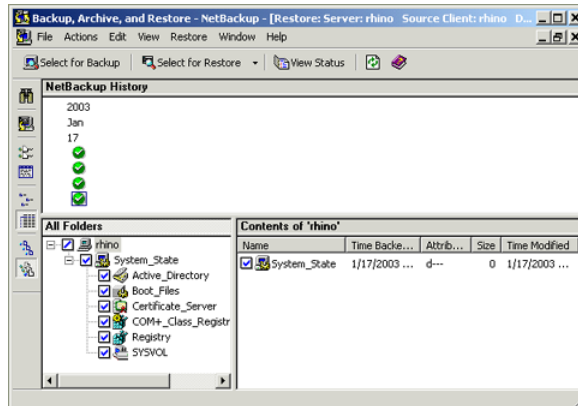 Backup, Archive, and Restore - NetBackup - [Restore: Server: rhino Source Client: rhino D...
File Actions Edit View Restore Window Help
Select for Backup Select for Restore View Status
NetBackup History
2003
Jan
17
All Folders
rhino
System_State
Active_Directory
Boot_Files
Certificate_Server
COM+_Class_Registr
Registry
SYSVOL
Contents of 'rhino'
Name Time Backe... Attrib... Size Time Modified
System_State 1/17/2003 ... d--- 0 1/17/2003 ...